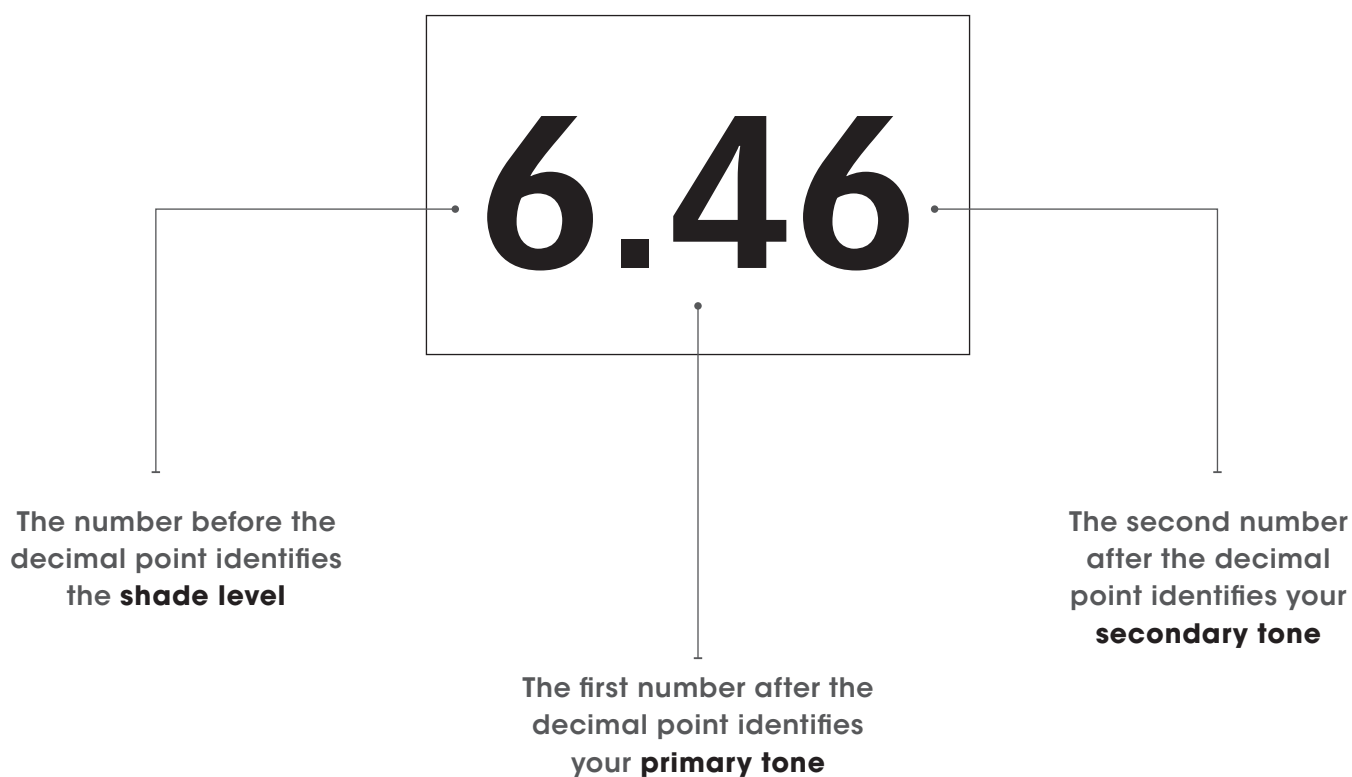 6.46
The number before the
decimal point identifies
the shade level
The first number after the
decimal point identifies
your primary tone
The second number
after the decimal
point identifies your
secondary tone